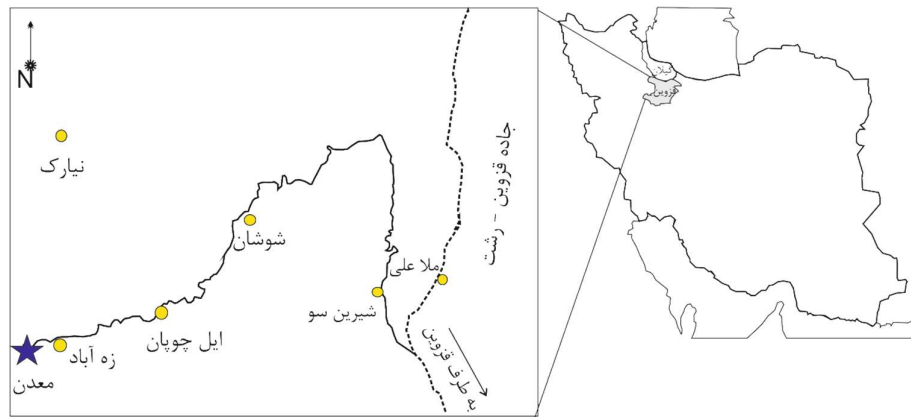 N
نیارک
شوشان
ایل چوپان
زه آباد
معدن
شیرین سو
ملا علی
جاده قزوین - رشت
به طرف قزوین
گیلان
قزوین